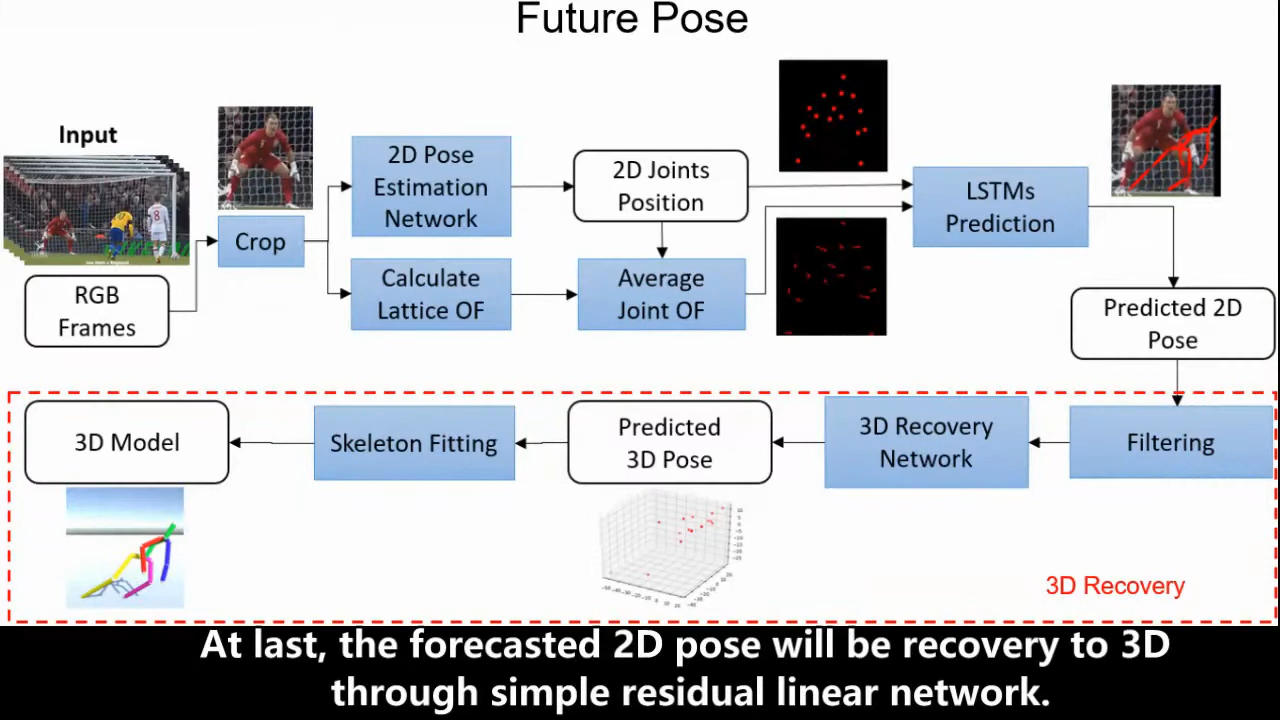 Future Pose
Input
RGB
Frames
Crop
2D Pose
Estimation
Network
Calculate
Lattice OF
2D Joints
Position
Average
Joint OF
LSTMs
Prediction
Predicted 2D
Pose
Filtering
3D Recovery
Network
Predicted
3D Pose
Skeleton Fitting
3D Model
3D Recovery
At last, the forecasted 2D pose will be recovery to 3D
through simple residual linear network.